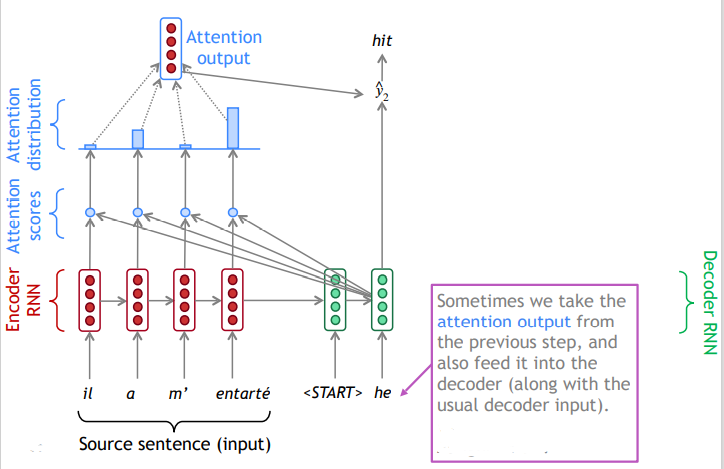 Attention
output
hit
ŷ₂
Attention
distribution
Attention
scores
Encoder
RNN
Decoder RNN
il a m’ entarté <START> he
Source sentence (input)
Sometimes we take the
attention output from
the previous step, and
also feed it into the
decoder (along with the
usual decoder input).